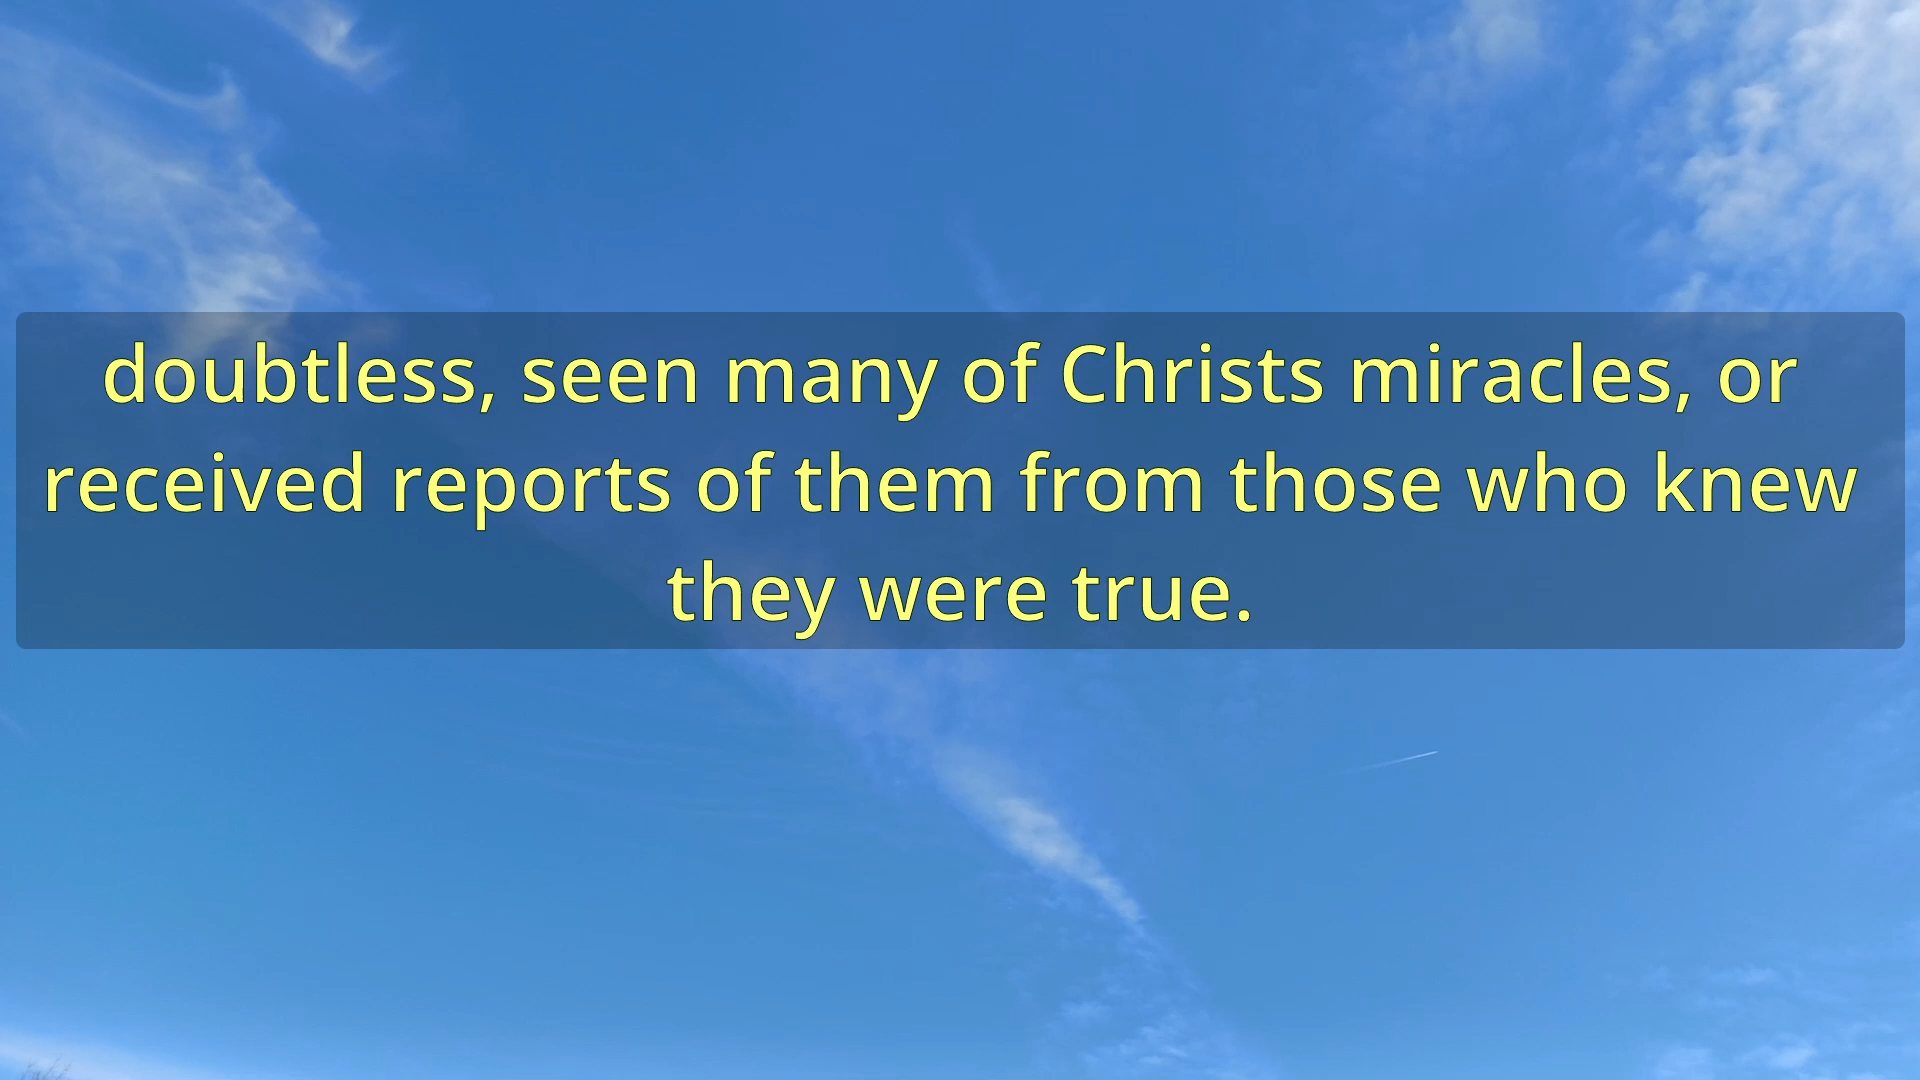 doubtless, seen many of Christs miracles, or
received reports of them from those who knew
they were true.